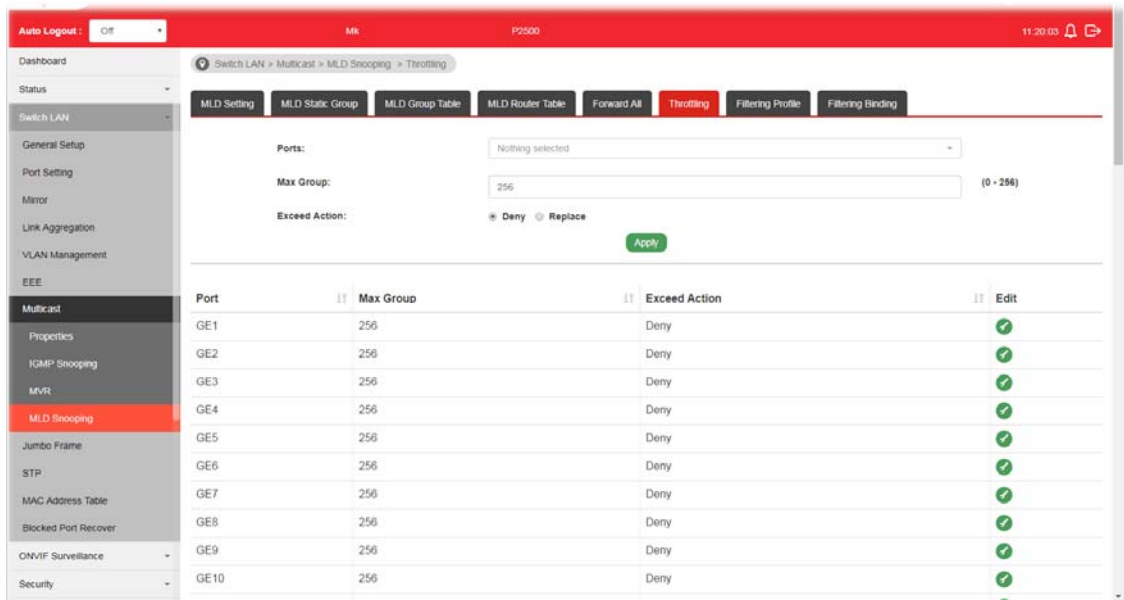 Auto Logout : Off Mk P2500 11:20:03
Dashboard
Status
Switch LAN
General Setup
Port Setting
Mirror
Link Aggregation
VLAN Management
EEE
Multicast
Properties
IGMP Snooping
MVR
MLD Snooping
Jumbo Frame
STP
MAC Address Table
Blocked Port Recover
ONVIF Surveillance
Security
Switch LAN > Multicast > MLD Snooping > Throttling
MLD Setting MLD Static Group MLD Group Table MLD Router Table Forward All Throttling Filtering Profile Filtering Binding
Ports: Nothing selected
Max Group: 256 (0 - 256)
Exceed Action: Deny Replace
Apply
Port Max Group Exceed Action Edit
GE1 256 Deny
GE2 256 Deny
GE3 256 Deny
GE4 256 Deny
GE5 256 Deny
GE6 256 Deny
GE7 256 Deny
GE8 256 Deny
GE9 256 Deny
GE10 256 Deny